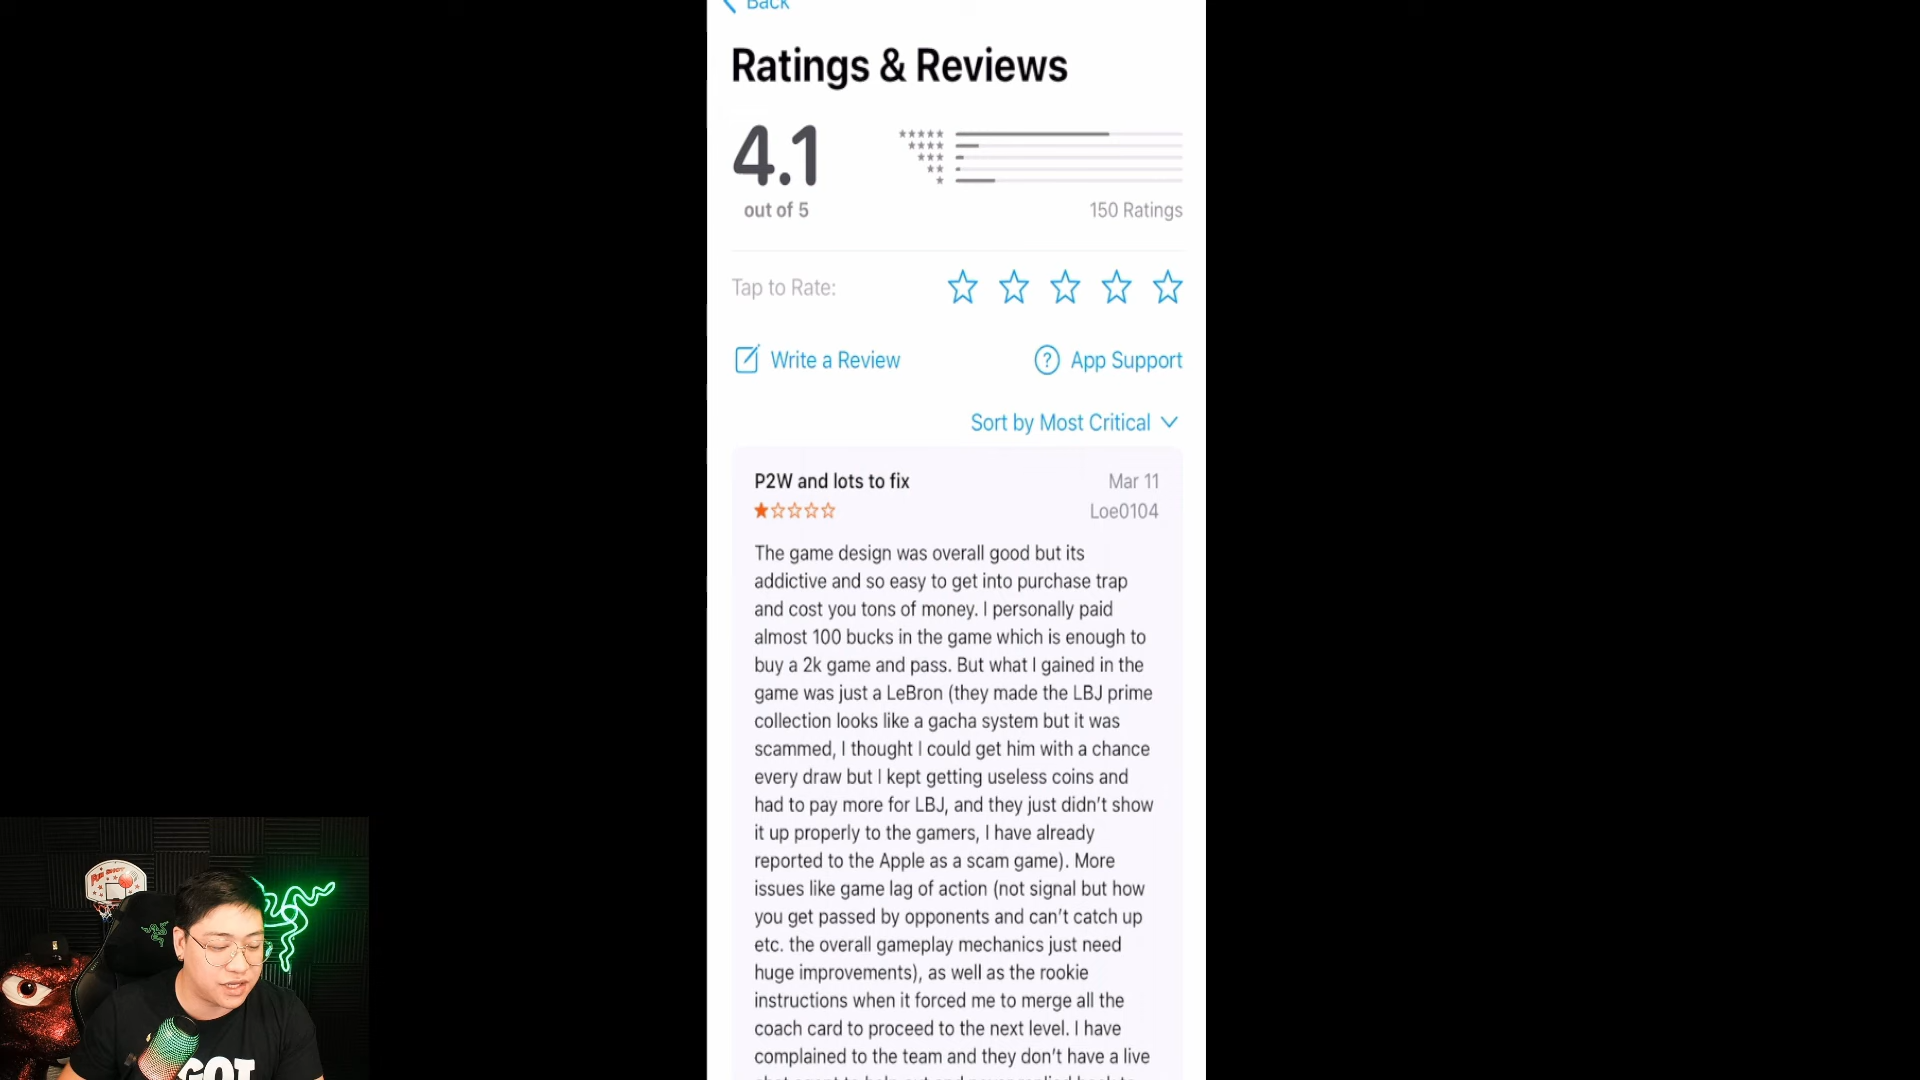 Back
Ratings & Reviews
4.1
out of 5
150 Ratings
Tap to Rate:
Write a Review
App Support
Sort by Most Critical
P2W and lots to fix
Mar 11
Loe0104
The game design was overall good but its
addictive and so easy to get into purchase trap
and cost you tons of money. I personally paid
almost 100 bucks in the game which is enough to
buy a 2k game and pass. But what I gained in the
game was just a LeBron (they made the LBJ prime
collection looks like a gacha system but it was
scammed, I thought I could get him with a chance
every draw but I kept getting useless coins and
had to pay more for LBJ, and they just didn’t show
it up properly to the gamers, I have already
reported to the Apple as a scam game). More
issues like game lag of action (not signal but how
you get passed by opponents and can’t catch up
etc. the overall gameplay mechanics just need
huge improvements), as well as the rookie
instructions when it forced me to merge all the
coach card to proceed to the next level. I have
complained to the team and they don’t have a live
GOT